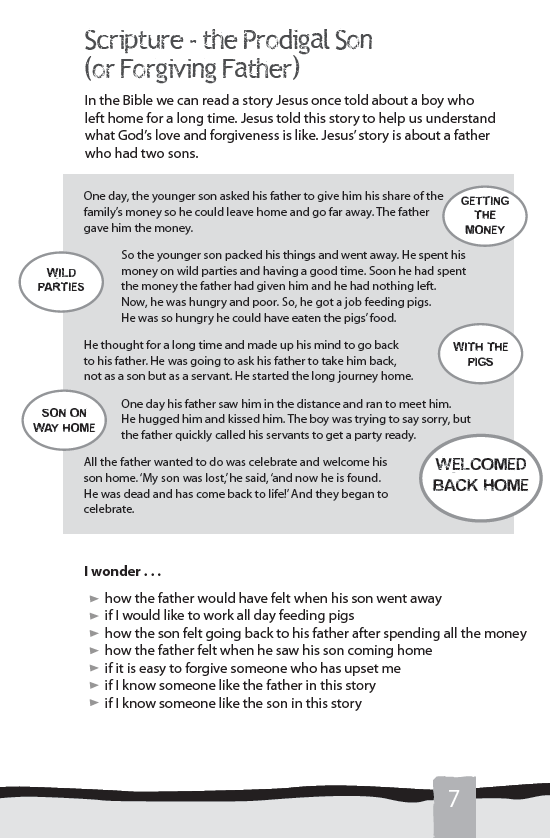 Scripture - the Prodigal Son
(or Forgiving Father)
In the Bible we can read a story Jesus once told about a boy who
left home for a long time. Jesus told this story to help us understand
what God's love and forgiveness is like. Jesus' story is about a father
who had two sons.
One day, the younger son asked his father to give him his share of the
family's money so he could leave home and go far away. The father
gave him the money.
GETTING
THE
MONEY
So the younger son packed his things and went away. He spent his
money on wild parties and having a good time. Soon he had spent
the money the father had given him and he had nothing left.
Now, he was hungry and poor. So, he got a job feeding pigs.
He was so hungry he could have eaten the pigs' food.
WILD
PARTIES
He thought for a long time and made up his mind to go back
to his father. He was going to ask his father to take him back,
not as a son but as a servant. He started the long journey home.
WITH THE
PIGS
One day his father saw him in the distance and ran to meet him.
He hugged him and kissed him. The boy was trying to say sorry, but
the father quickly called his servants to get a party ready.
SON ON
WAY HOME
All the father wanted to do was celebrate and welcome his
son home. 'My son was lost,' he said, 'and now he is found.
He was dead and has come back to life!' And they began to
celebrate.
WELCOMED
BACK HOME
I wonder . . .
► how the father would have felt when his son went away
► if I would like to work all day feeding pigs
► how the son felt going back to his father after spending all the money
► how the father felt when he saw his son coming home
► if it is easy to forgive someone who has upset me
► if I know someone like the father in this story
► if I know someone like the son in this story
7